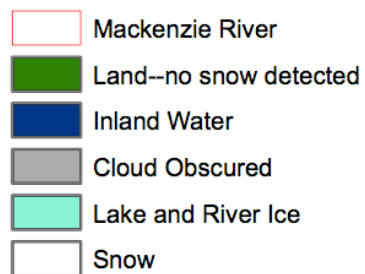 Mackenzie River
Land--no snow detected
Inland Water
Cloud Obscured
Lake and River Ice
Snow